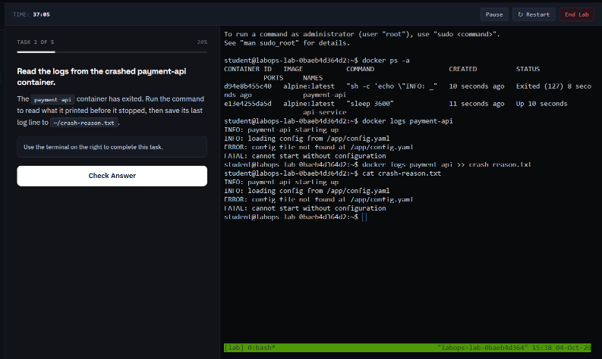 TIME: 37:05
Pause
↻ Restart
End Lab
TASK 2 OF 5
20%
Read the logs from the crashed payment-api
container.
The payment-api container has exited. Run the command
to read what it printed before it stopped, then save its last
log line to ~/crash-reason.txt .
Use the terminal on the right to complete this task.
Check Answer
To run a command as administrator (user "root"), use "sudo <command>".
See "man sudo_root" for details.
student@labops-lab-0baeb4d364d2:~$ docker ps -a
CONTAINER ID IMAGE COMMAND CREATED STATUS
PORTS NAMES
d94e8b455c40 alpine:latest "sh -c 'echo \"INFO: _" 10 seconds ago Exited (127) 8 seco
nds ago payment-api
e13e4255da5d alpine:latest "sleep 3600" 11 seconds ago Up 10 seconds
api-service
student@labops-lab-0baeb4d364d2:~$ docker logs payment-api
INFO: payment api starting up
INFO: loading config from /app/config.yaml
ERROR: config file not found at /app/config.yaml
FATAL: cannot start without configuration
student@labops-lab-0baeb4d364d2:~$ docker logs payment api >> crash reason.txt
student@labops-lab-0baeb4d364d2:~$ cat crash-reason.txt
INFO: payment api starting up
INFO: loading config from /app/config.yaml
ERROR: config file not found at /app/config.yaml
FATAL: cannot start without configuration
student@labops-lab-0baeb4d364d2:~$
[lab] 0:bash* "labops-lab-0baeb4d364" 15:38 04-Oct-2